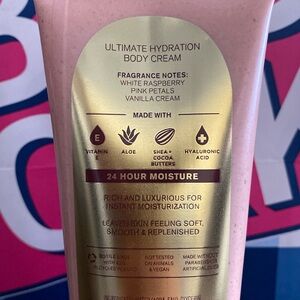 ULTIMATE HYDRATION
BODY CREAM
FRAGRANCE NOTES:
WHITE RASPBERRY
PINK PETALS
VANILLA CREAM
MADE WITH
VITAMIN
E
ALOE
SHEA +
COCOA
BUTTERS
HYALURONIC
ACID
24 HOUR MOISTURE
RICH AND LUXURIOUS FOR
INSTANT MOISTURIZATION
LEAVES SKIN FEELING SOFT,
SMOOTH & REPLENISHED
NOT TESTED
ON ANIMALS
& VEGAN
MADE WITHOUT
PARABENS OR
ARTIFICIAL